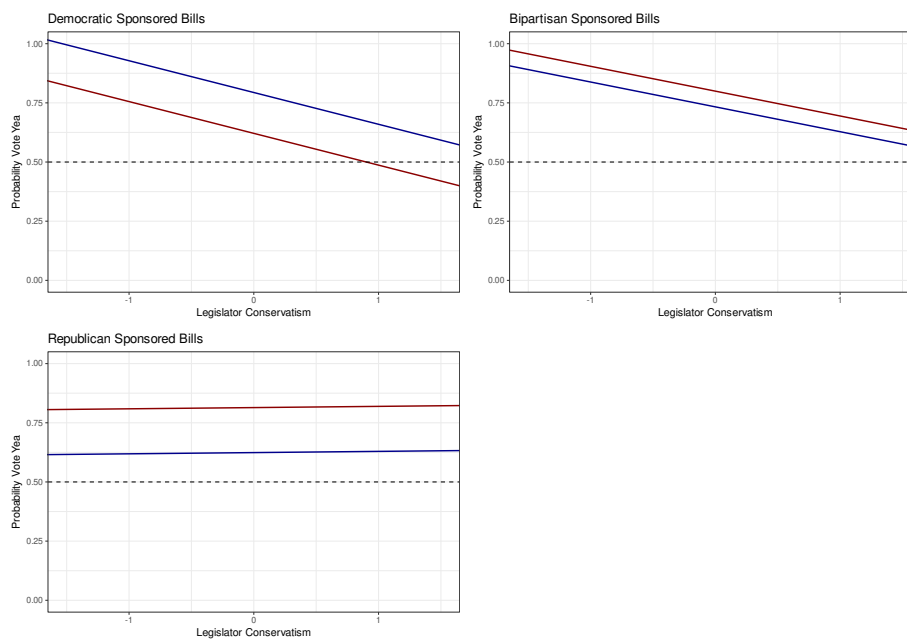 Democratic Sponsored Bills
1.00
0.75
0.50
0.25
0.00
Probability Vote Yea
-1
0
1
Legislator Conservatism
Bipartisan Sponsored Bills
1.00
0.75
0.50
0.25
0.00
Probability Vote Yea
-1
0
1
Legislator Conservatism
Republican Sponsored Bills
1.00
0.75
0.50
0.25
0.00
Probability Vote Yea
-1
0
1
Legislator Conservatism